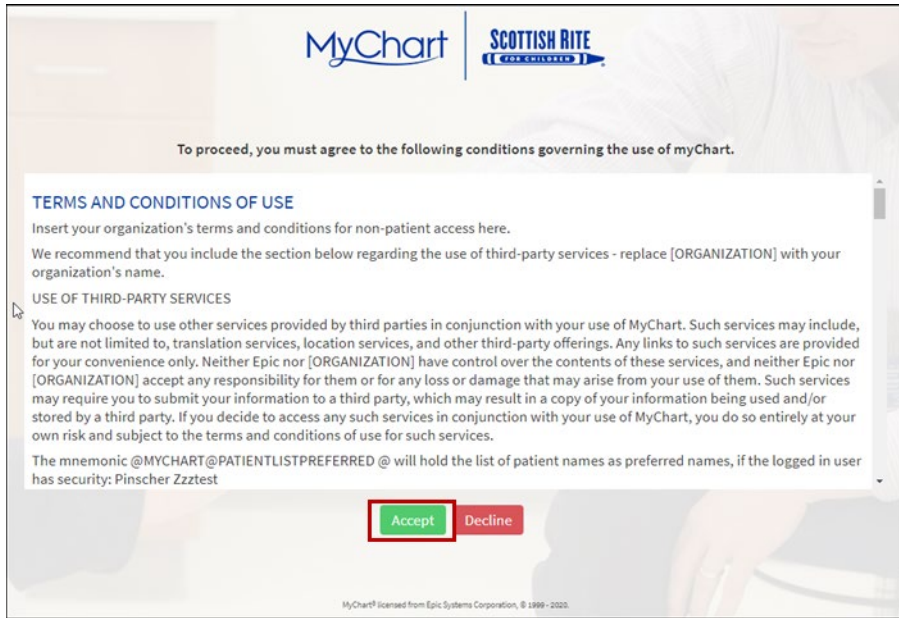 MyChart
SCOTTISH RITE
FOR CHILDREN
To proceed, you must agree to the following conditions governing the use of myChart.
TERMS AND CONDITIONS OF USE
Insert your organization's terms and conditions for non-patient access here.
We recommend that you include the section below regarding the use of third-party services - replace [ORGANIZATION] with your
organization's name.
USE OF THIRD-PARTY SERVICES
You may choose to use other services provided by third parties in conjunction with your use of MyChart. Such services may include,
but are not limited to, translation services, location services, and other third-party offerings. Any links to such services are provided
for your convenience only. Neither Epic nor [ORGANIZATION] have control over the contents of these services, and neither Epic nor
[ORGANIZATION] accept any responsibility for them or for any loss or damage that may arise from your use of them. Such services
may require you to submit your information to a third party, which may result in a copy of your information being used and/or
stored by a third party. If you decide to access any such services in conjunction with your use of MyChart, you do so entirely at your
own risk and subject to the terms and conditions of use for such services.
The mnemonic @MYCHART@PATIENTLISTPREFERRED @ will hold the list of patient names as preferred names, if the logged in user
has security: Pinscher Zzztest
Accept
Decline
MyChart® licensed from Epic Systems Corporation, © 1999 - 2020.